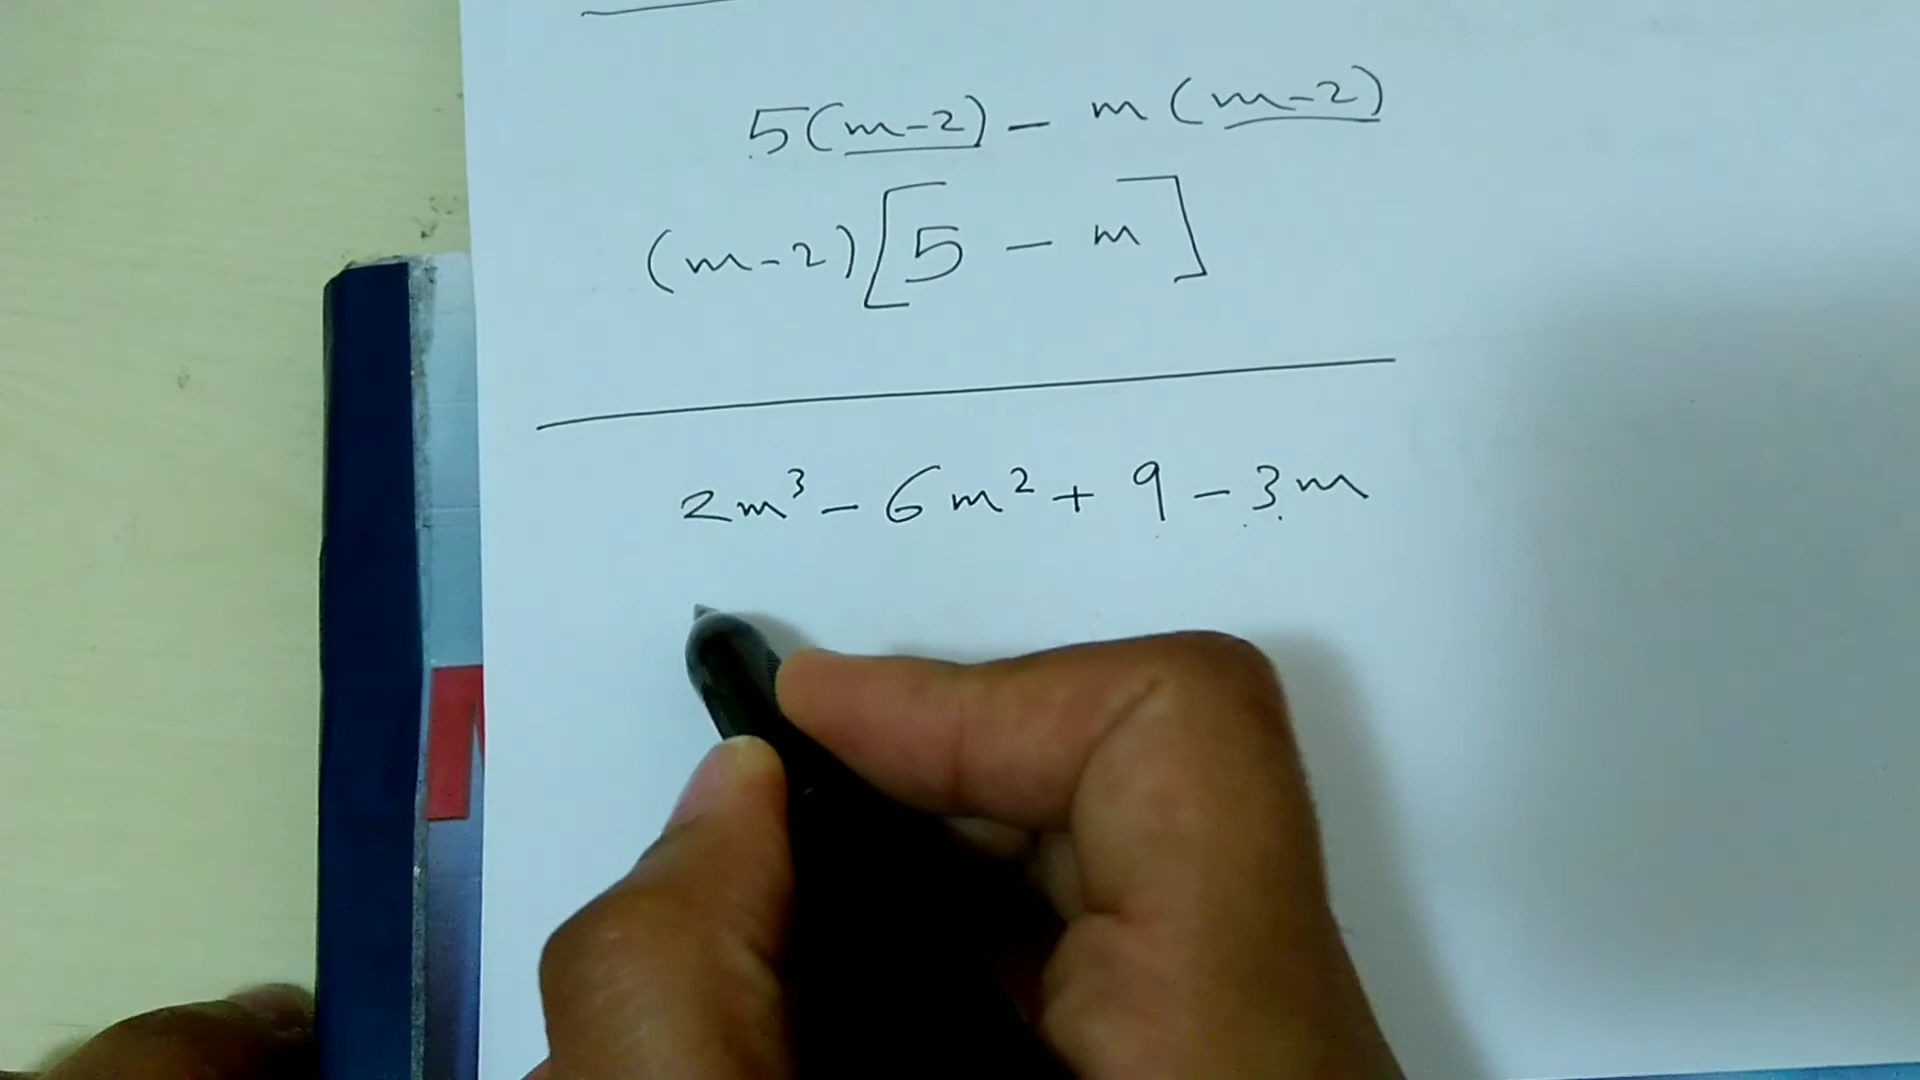 5(m-2) - m(m-2)
(m-2)[5 - m]
2m³ - 6m² + 9 - 3m